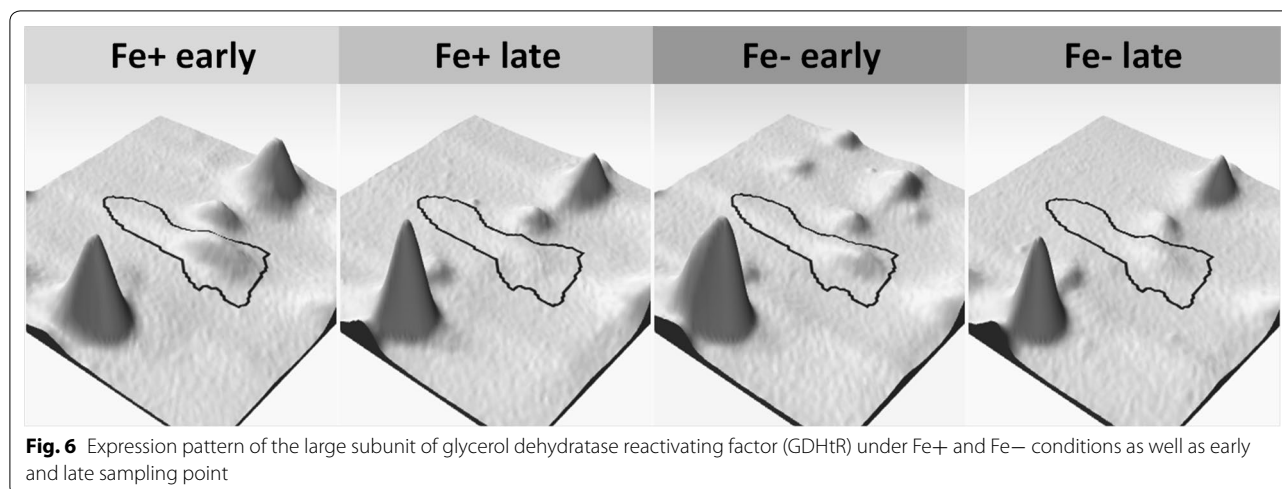 Fe+ early
Fe+ late
Fe- early
Fe- late
Fig. 6 Expression pattern of the large subunit of glycerol dehydratase reactivating factor (GDHtR) under Fe+ and Fe− conditions as well as early
and late sampling point